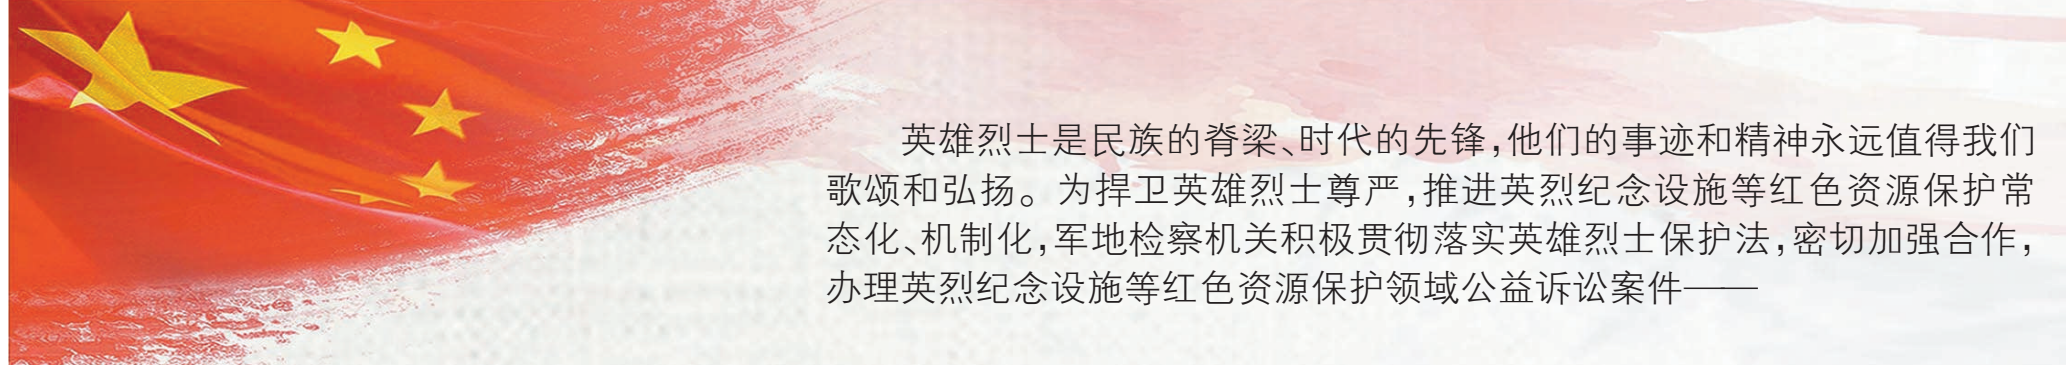 英雄烈士是民族的脊梁、时代的先锋，他们的事迹和精神永远值得我们
歌颂和弘扬。为捍卫英雄烈士尊严，推进英烈纪念设施等红色资源保护常
态化、机制化，军地检察机关积极贯彻落实英雄烈士保护法，密切加强合作，
办理英烈纪念设施等红色资源保护领域公益诉讼案件——